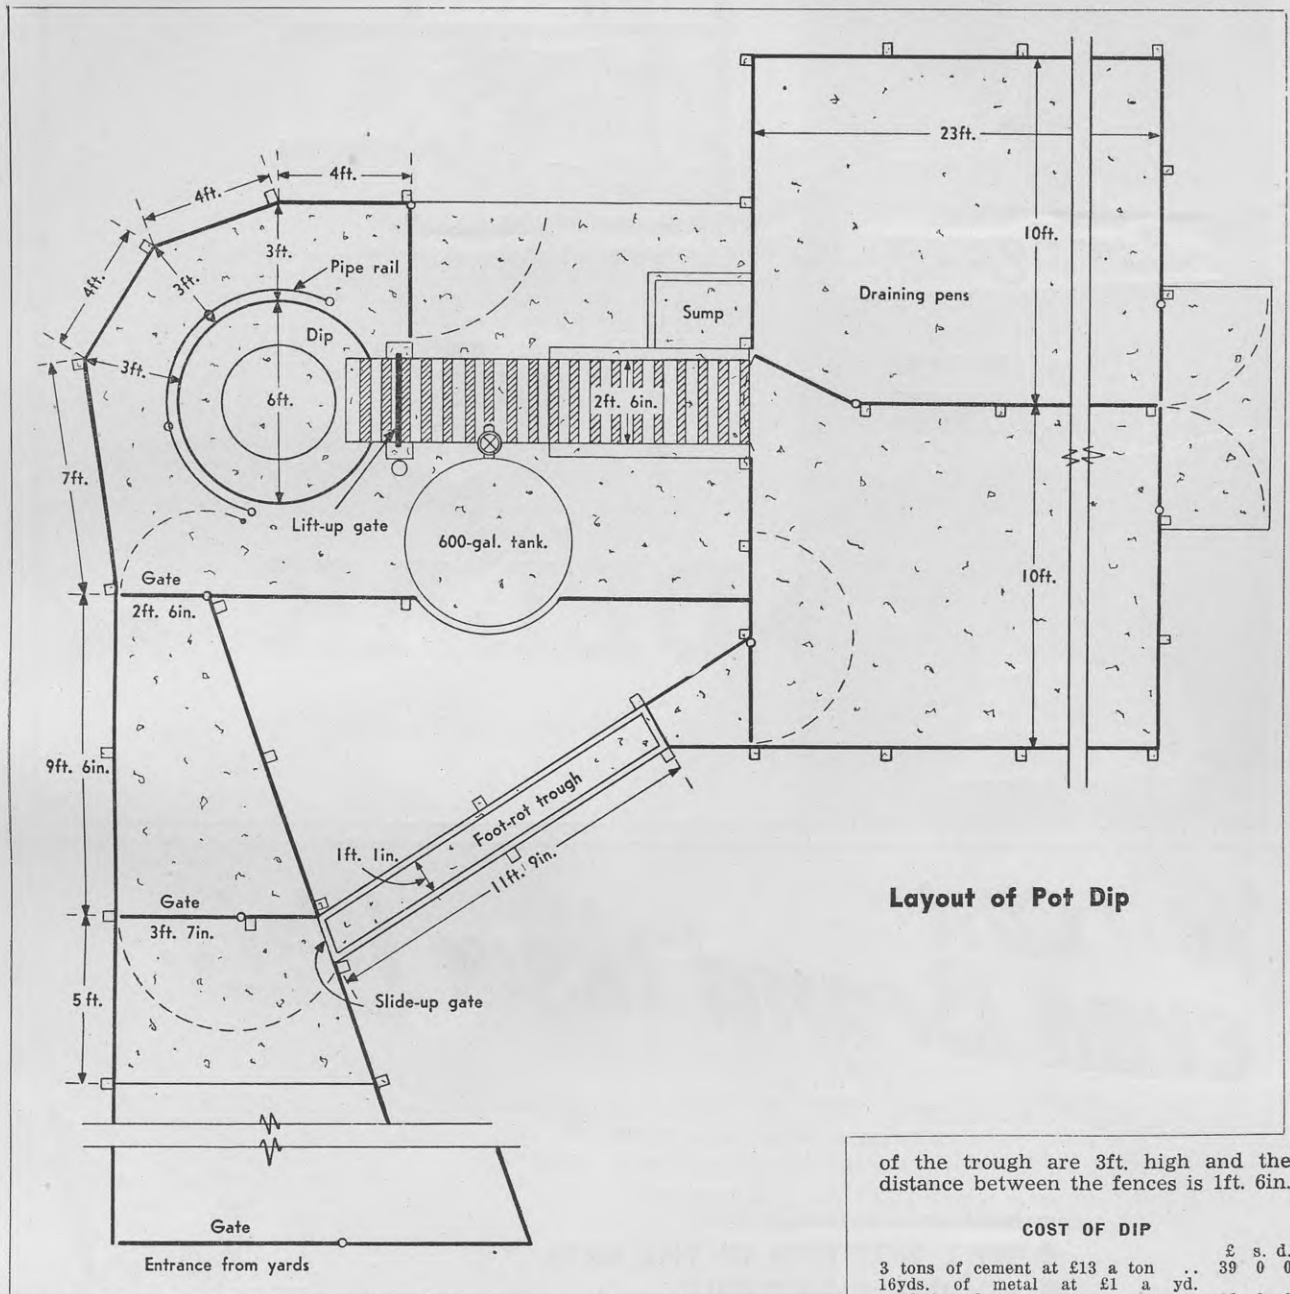 23ft.
4ft.
4ft.
10ft.
3ft.
Pipe rail
4ft.
3ft.
Draining pens
Sump
Dip
3ft.
6ft.
2ft. 6in.
7ft.
Lift-up gate
600-gal. tank.
10ft.
Gate
2ft. 6in.
9ft. 6in.
Foot-rot trough
1ft. 1in.
11ft. 9in.
Layout of Pot Dip
Gate
3ft. 7in.
5 ft.
Slide-up gate
of the trough are 3ft. high and the
distance between the fences is 1ft. 6in.
Gate
COST OF DIP
£ s. d.
Entrance from yards
3 tons of cement at £13 a ton .. 39 0 0
16yds. of metal at £1 a yd.